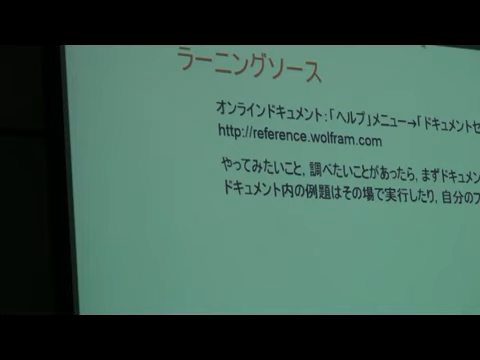 ラーニングソース
オンラインドキュメント:「ヘルプ」メニュー→「ドキュメントセ
http://reference.wolfram.com
やってみたいこと, 調べたいことがあったら, まずドキュメン
ドキュメント内の例題はその場で実行したり, 自分のフ